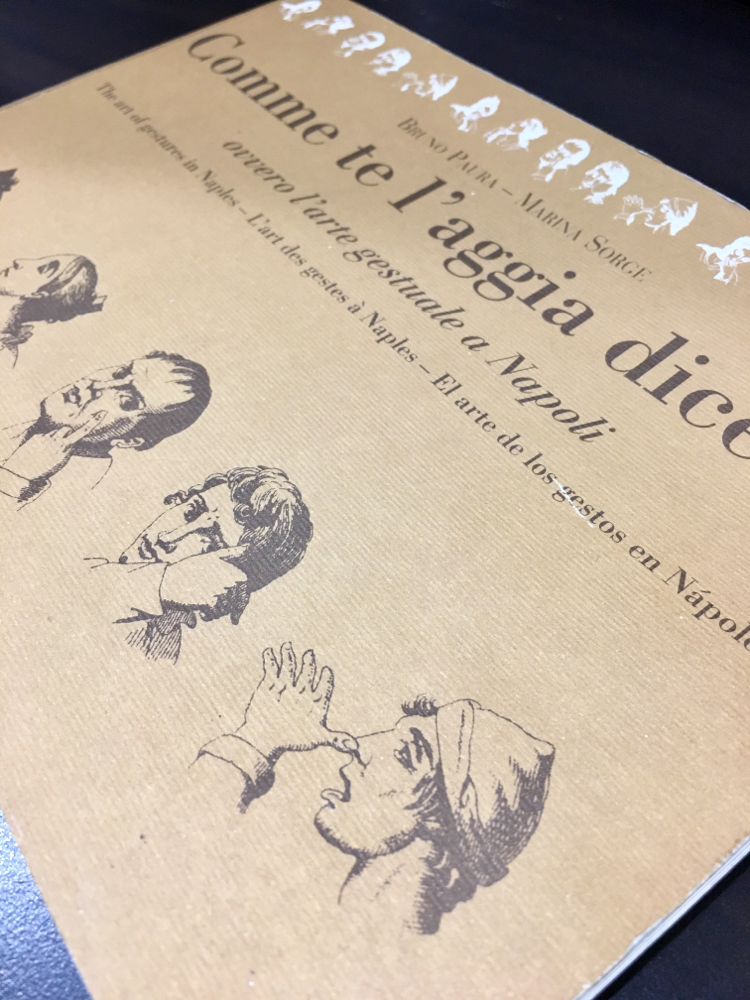 BRUNO PAURA – MARINA SORGE
Comme te l'aggia dice
ovvero l'arte gestuale a Napoli
The art of gestures in Naples – L'art des gestes à Naples – El arte de los gestos en